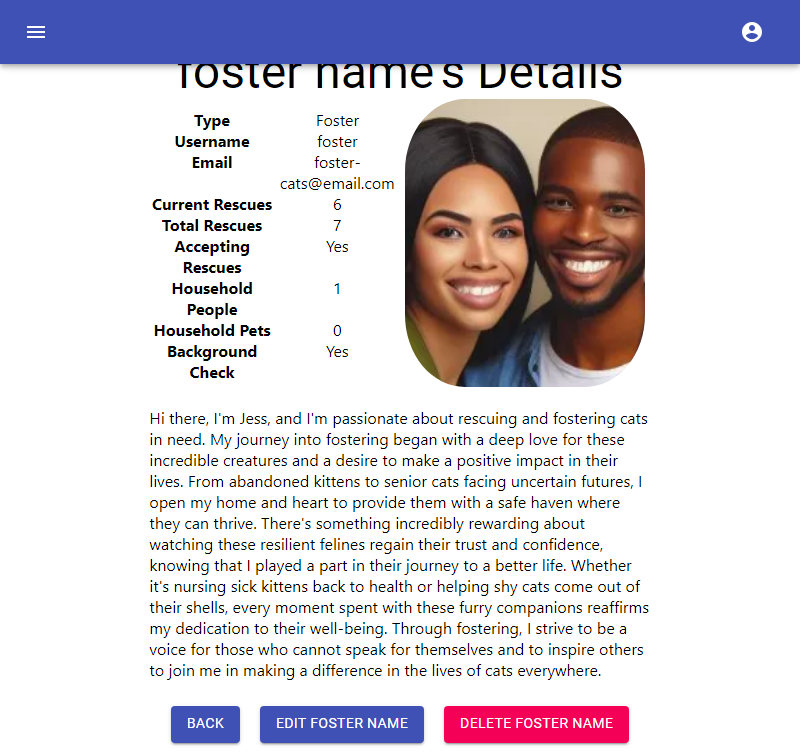 foster name's Details
Type Foster
Username foster
Email foster-
cats@email.com
Current Rescues 6
Total Rescues 7
Accepting Yes
Rescues
Household 1
People
Household Pets 0
Background Yes
Check
Hi there, I'm Jess, and I'm passionate about rescuing and fostering cats
in need. My journey into fostering began with a deep love for these
incredible creatures and a desire to make a positive impact in their
lives. From abandoned kittens to senior cats facing uncertain futures, I
open my home and heart to provide them with a safe haven where
they can thrive. There's something incredibly rewarding about
watching these resilient felines regain their trust and confidence,
knowing that I played a part in their journey to a better life. Whether
it's nursing sick kittens back to health or helping shy cats come out of
their shells, every moment spent with these furry companions reaffirms
my dedication to their well-being. Through fostering, I strive to be a
voice for those who cannot speak for themselves and to inspire others
to join me in making a difference in the lives of cats everywhere.
BACK EDIT FOSTER NAME DELETE FOSTER NAME